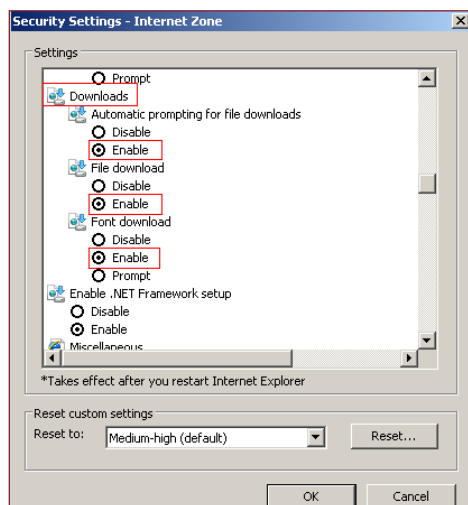 Security Settings - Internet Zone
Settings
Prompt
Downloads
Automatic prompting for file downloads
Disable
Enable
File download
Disable
Enable
Font download
Disable
Enable
Prompt
Enable .NET Framework setup
Disable
Enable
Miscellaneous
*Takes effect after you restart Internet Explorer
Reset custom settings
Reset to: Medium-high (default) Reset...
OK Cancel